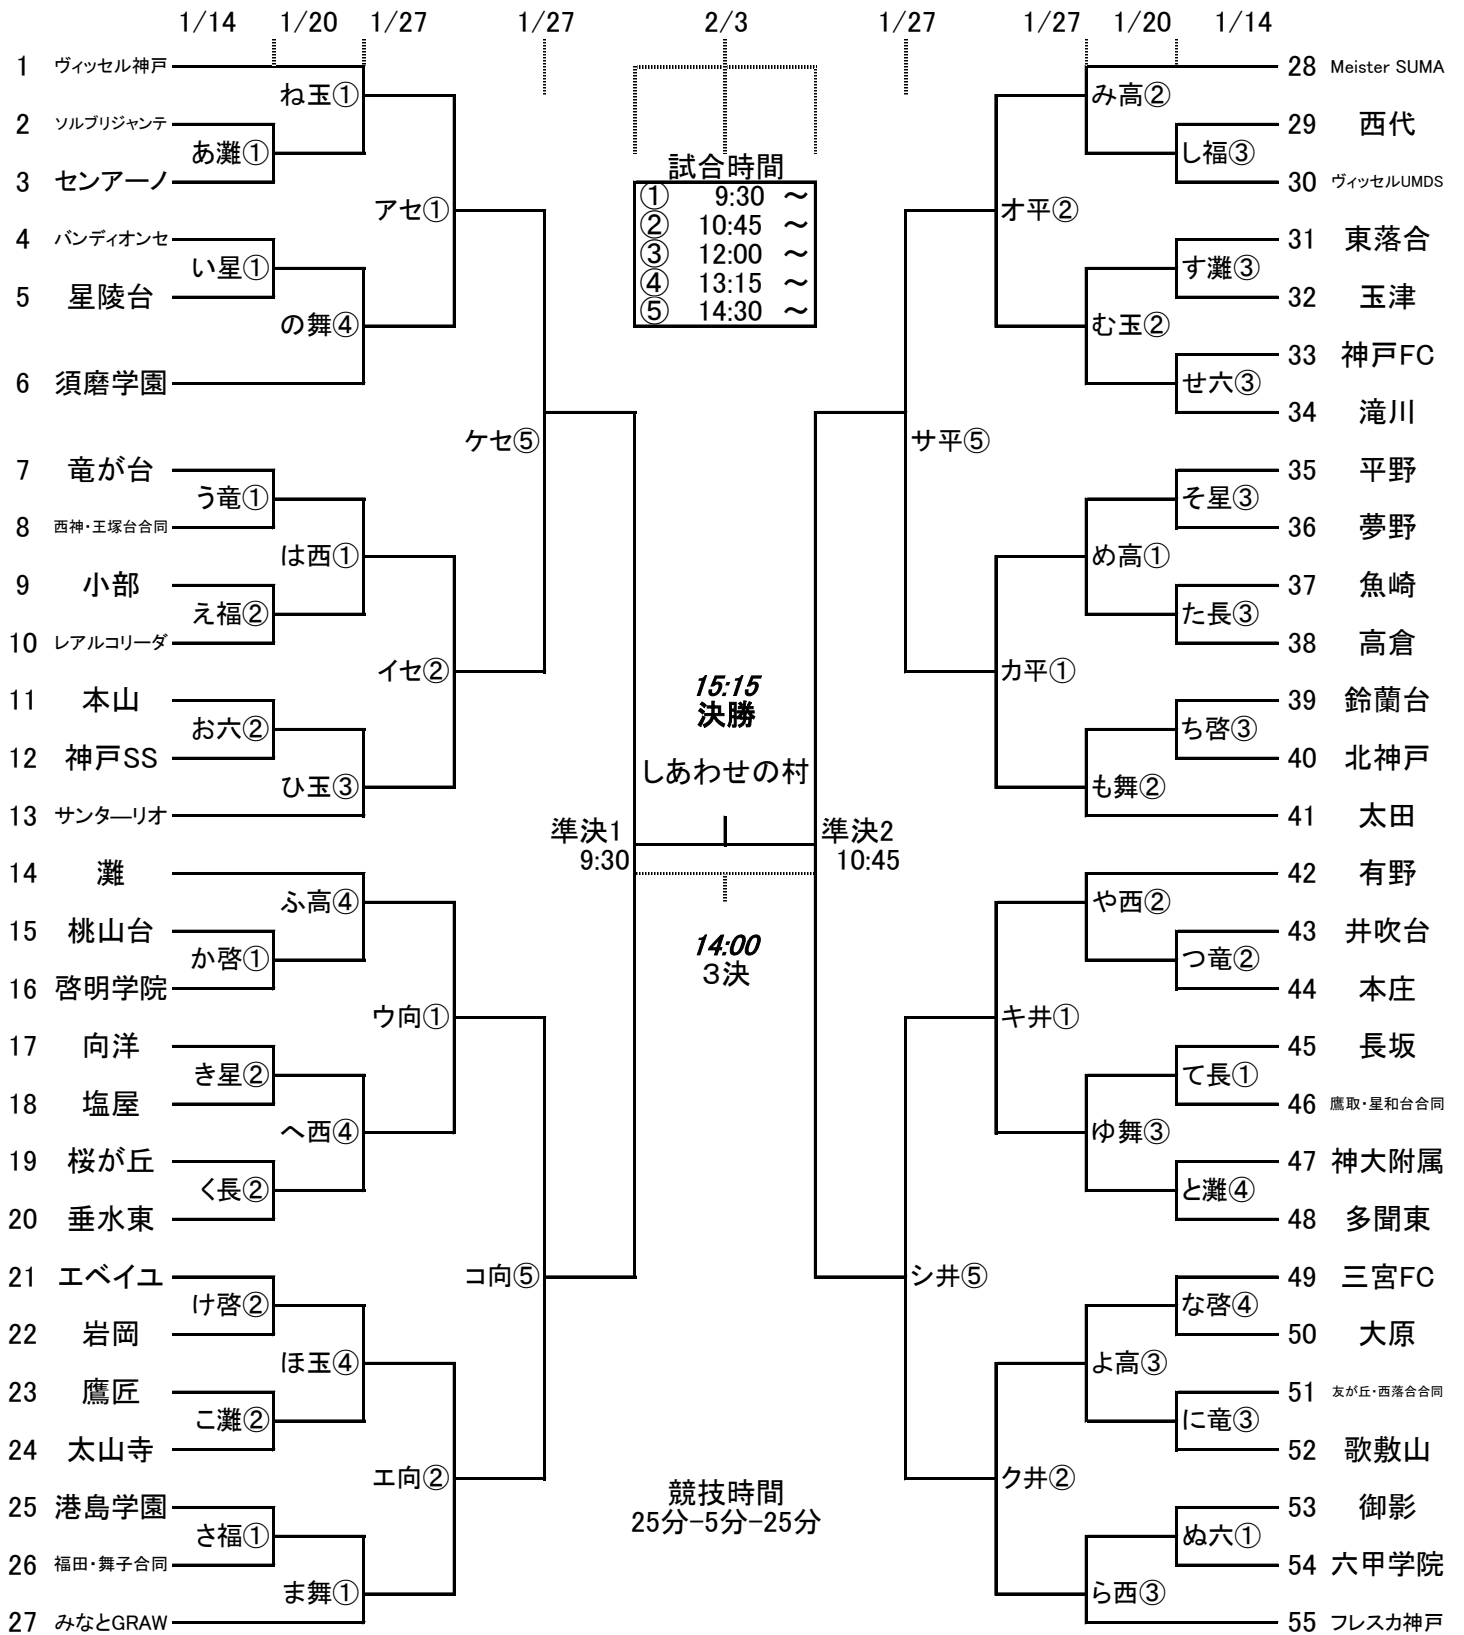 1/14 1/20 1/27 1/27 2/3 1/27 1/27 1/20 1/14
1 ヴィッセル神戸
2 ソルブリジャンテ
3 センアーノ
4 バンディオンセ
5 星陵台
6 須磨学園
7 竜が台
8 西神・王塚台合同
9 小部
10 レアルコリーダ
11 本山
12 神戸SS
13 サンターリオ
14 灘
15 桃山台
16 啓明学院
17 向洋
18 塩屋
19 桜が丘
20 垂水東
21 エベイユ
22 岩岡
23 鷹匠
24 太山寺
25 港島学園
26 福田・舞子合同
27 みなとGRAW
あ灘①
い星①
う竜①
え福②
お六②
か啓①
き星②
く長②
け啓②
こ灘②
さ福①
ね玉①
の舞④
は西①
ひ玉③
ふ高④
へ西④
ほ玉④
ま舞①
アセ①
イセ②
ウ向①
エ向②
ケセ⑤
コ向⑤
試合時間
① 9:30 ～
② 10:45 ～
③ 12:00 ～
④ 13:15 ～
⑤ 14:30 ～
15:15
決勝
しあわせの村
準決1
9:30
準決2
10:45
14:00
３決
競技時間
25分-5分-25分
サ平⑤
シ井⑤
オ平②
カ平①
キ井①
ク井②
み高②
む玉②
め高①
も舞②
や西②
ゆ舞③
よ高③
ら西③
し福③
す灘③
せ六③
そ星③
た長③
ち啓③
つ竜②
て長①
と灘④
な啓④
に竜③
ぬ六①
28 Meister SUMA
29 西代
30 ヴィッセルUMDS
31 東落合
32 玉津
33 神戸FC
34 滝川
35 平野
36 夢野
37 魚崎
38 高倉
39 鈴蘭台
40 北神戸
41 太田
42 有野
43 井吹台
44 本庄
45 長坂
46 鷹取・星和台合同
47 神大附属
48 多聞東
49 三宮FC
50 大原
51 友が丘・西落合合同
52 歌敷山
53 御影
54 六甲学院
55 フレスカ神戸